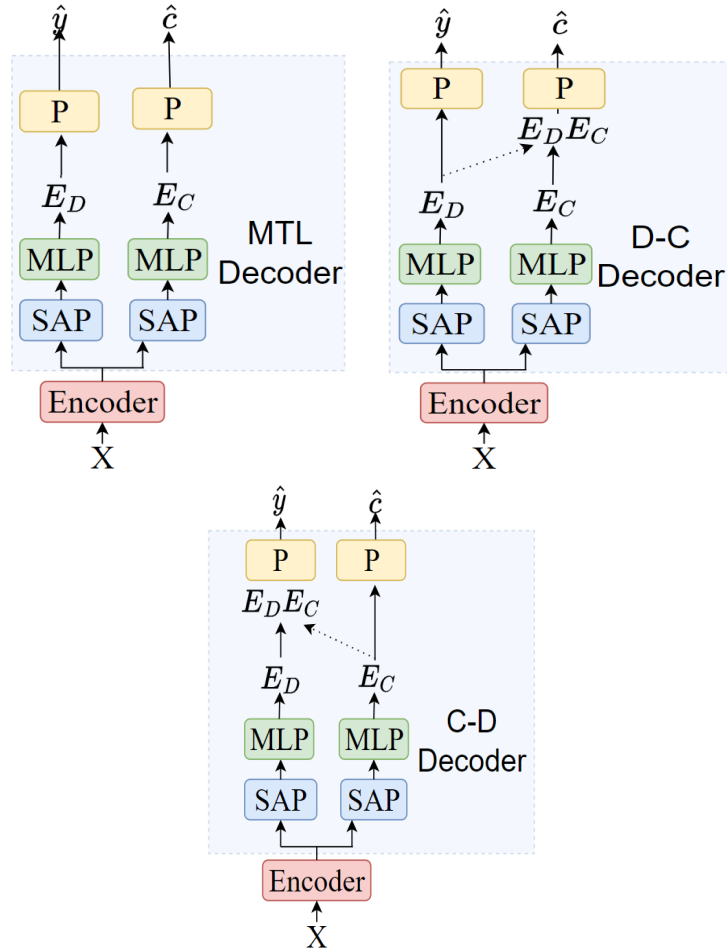 ŷ ĉ
P P
E_D E_C
MLP MLP
SAP SAP
MTL
Decoder
Encoder
X
ŷ ĉ
P P
E_D E_C
E_D E_C
MLP MLP
SAP SAP
D-C
Decoder
Encoder
X
ŷ ĉ
P P
E_D E_C
E_D E_C
MLP MLP
SAP SAP
C-D
Decoder
Encoder
X